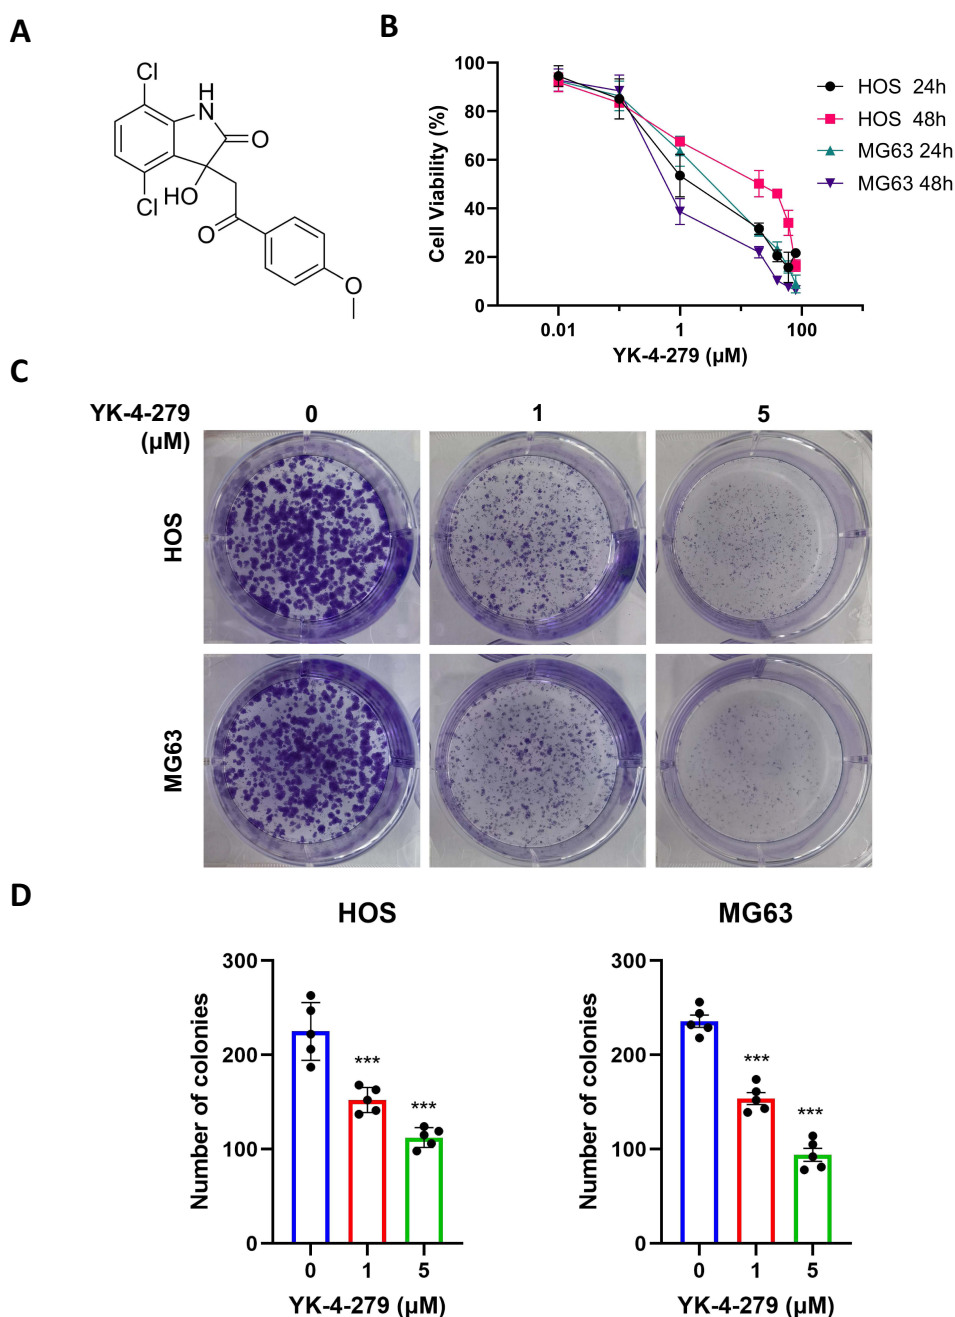 A
Cl
H
N
O
HO
Cl
O
O
B
100
80
60
40
20
0
Cell Viability (%)
0.01
1
100
YK-4-279 (µM)
HOS 24h
HOS 48h
MG63 24h
MG63 48h
C
YK-4-279
(µM)
0
1
5
HOS
MG63
D
HOS
300
200
100
0
Number of colonies
***
***
0
1
5
YK-4-279 (µM)
MG63
300
200
100
0
Number of colonies
***
***
0
1
5
YK-4-279 (µM)